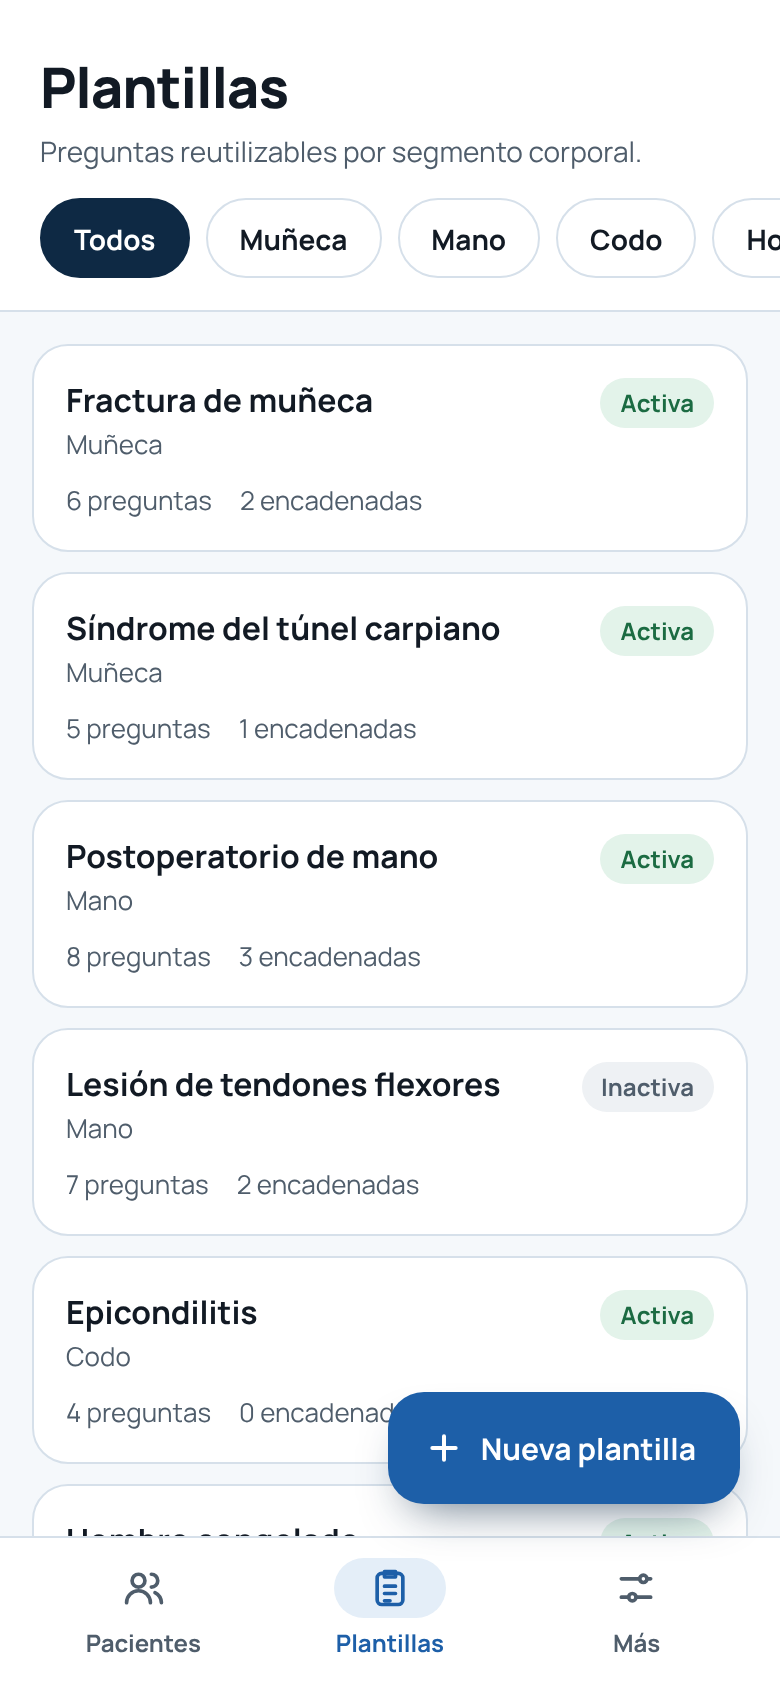 Plantillas
Preguntas reutilizables por segmento corporal.
Todos Muñeca Mano Codo
Fractura de muñeca Activa
Muñeca
6 preguntas 2 encadenadas
Síndrome del túnel carpiano Activa
Muñeca
5 preguntas 1 encadenadas
Postoperatorio de mano Activa
Mano
8 preguntas 3 encadenadas
Lesión de tendones flexores Inactiva
Mano
7 preguntas 2 encadenadas
Epicondilitis Activa
Codo
4 preguntas 0
Nueva plantilla
Pacientes Plantillas Más